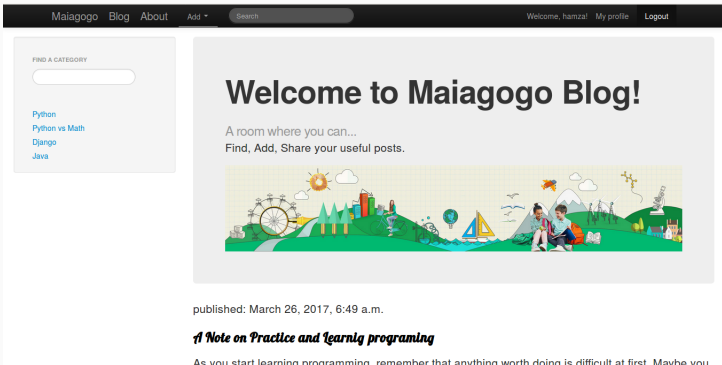 Maiagogo Blog About Add Search Welcome, hamza! My profile Logout
FIND A CATEGORY
Python
Python vs Math
Django
Java
Welcome to Maiagogo Blog!
A room where you can...
Find, Add, Share your useful posts.
published: March 26, 2017, 6:49 a.m.
A Note on Practice and Learnig programing
As you start learning programming, remember that anything worth doing is difficult at first. Maybe you